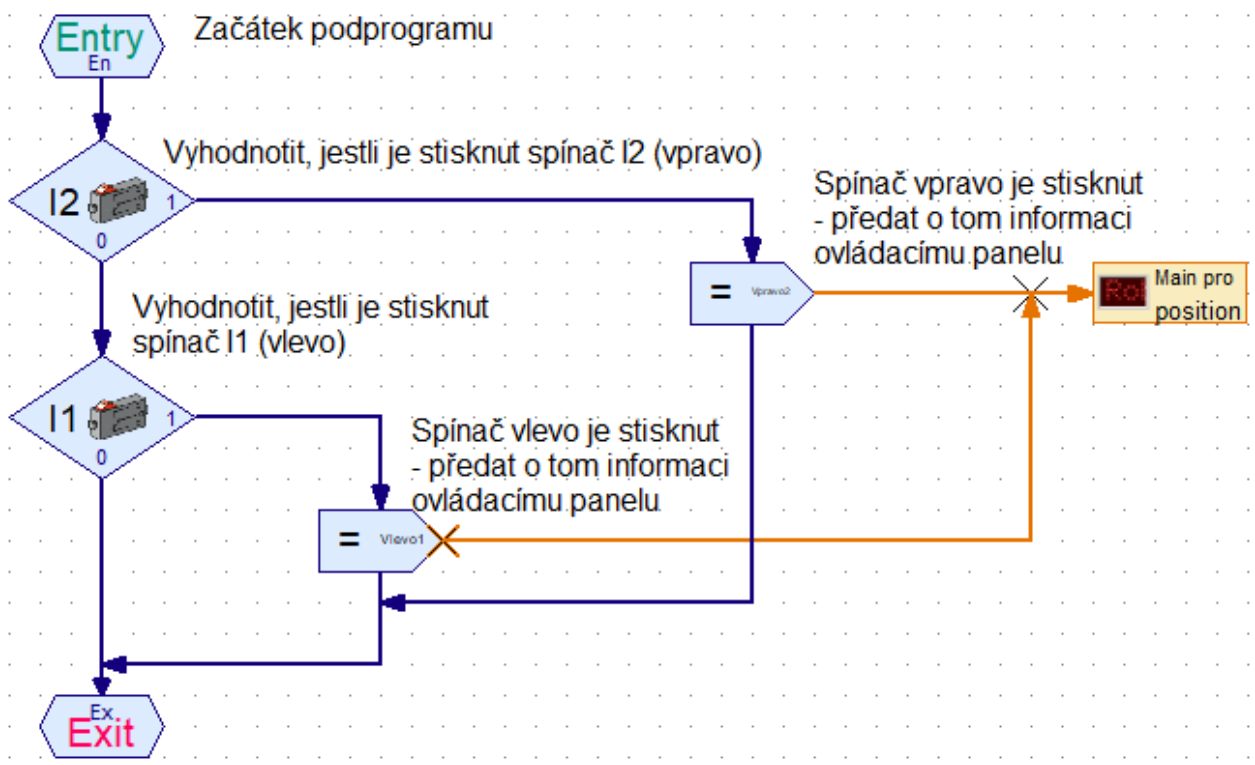 Entry
En
Začátek podprogramu
Vyhodnotit, jestli je stisknut spínač I2 (vpravo)
I2
1
0
Spínač vpravo je stisknut
- předat o tom informaci
ovládacímu panelu
= Vpravo2
Main pro
position
Vyhodnotit, jestli je stisknut
spínač I1 (vlevo)
I1
1
0
Spínač vlevo je stisknut
- předat o tom informaci
ovládacímu panelu
= Vlevo1
Ex
Exit